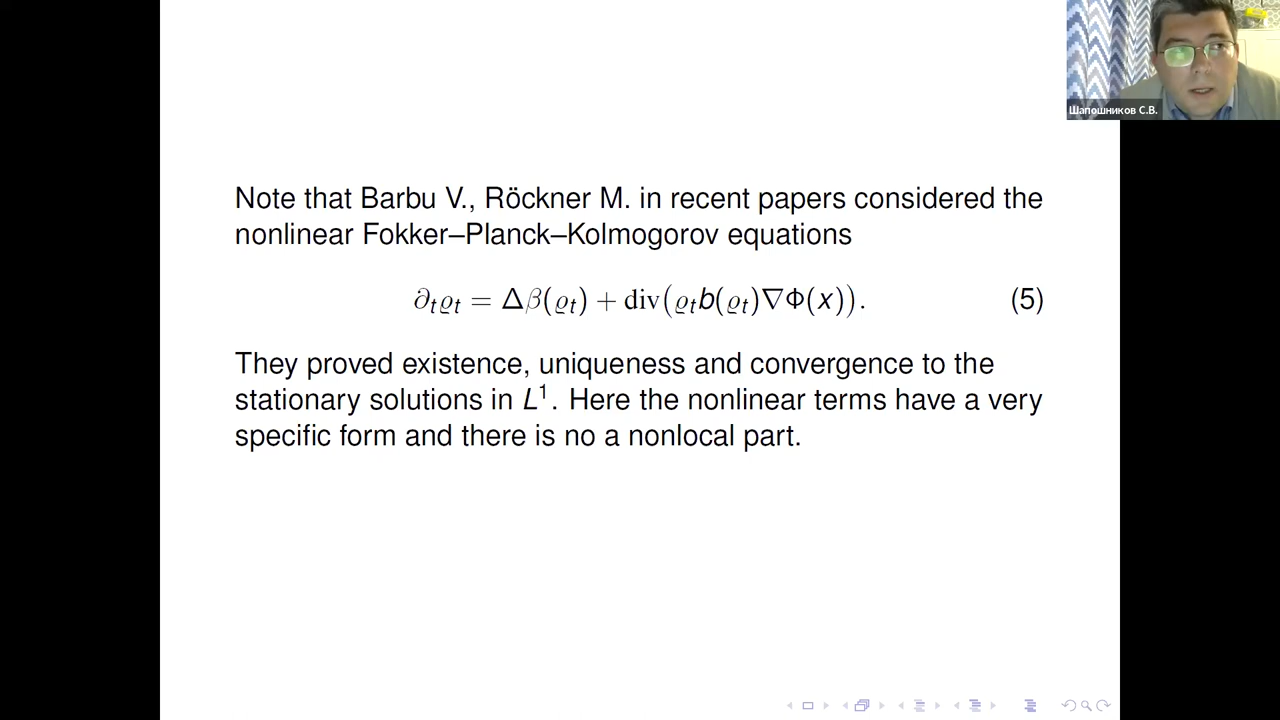 Шапошников С.В.
Note that Barbu V., Röckner M. in recent papers considered the
nonlinear Fokker–Planck–Kolmogorov equations
∂ₜϱₜ = Δβ(ϱₜ) + div(ϱₜb(ϱₜ)∇Φ(x)). (5)
They proved existence, uniqueness and convergence to the
stationary solutions in L¹. Here the nonlinear terms have a very
specific form and there is no a nonlocal part.